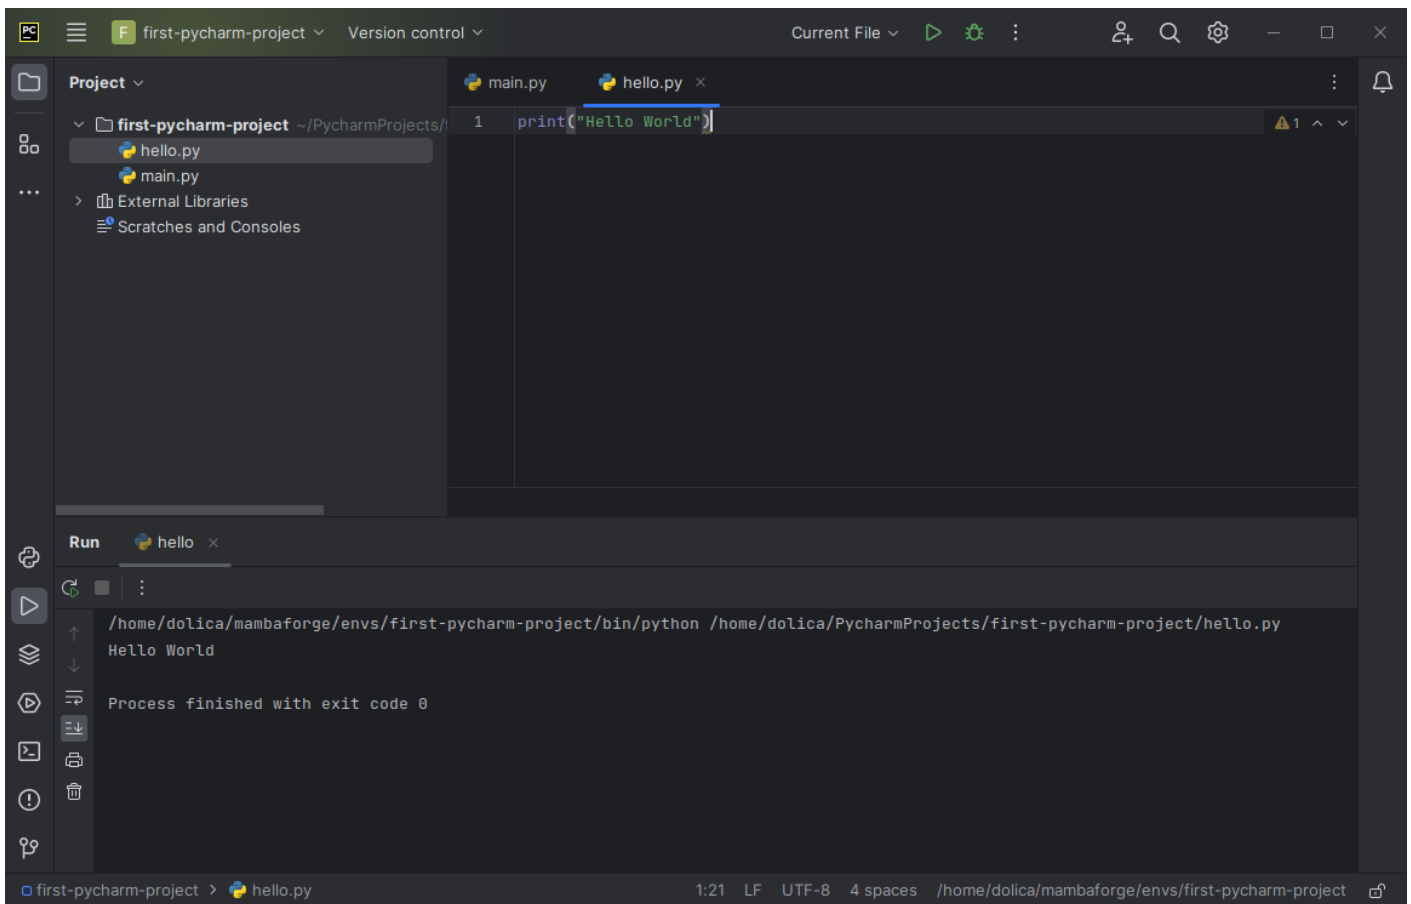 PC
F first-pycharm-project Version control Current File
Project
main.py hello.py
first-pycharm-project ~/PycharmProjects/
hello.py
main.py
External Libraries
Scratches and Consoles
1 print("Hello World")
1
Run hello
/home/dolica/mambaforge/envs/first-pycharm-project/bin/python /home/dolica/PycharmProjects/first-pycharm-project/hello.py
Hello World
Process finished with exit code 0
first-pycharm-project > hello.py 1:21 LF UTF-8 4 spaces /home/dolica/mambaforge/envs/first-pycharm-project